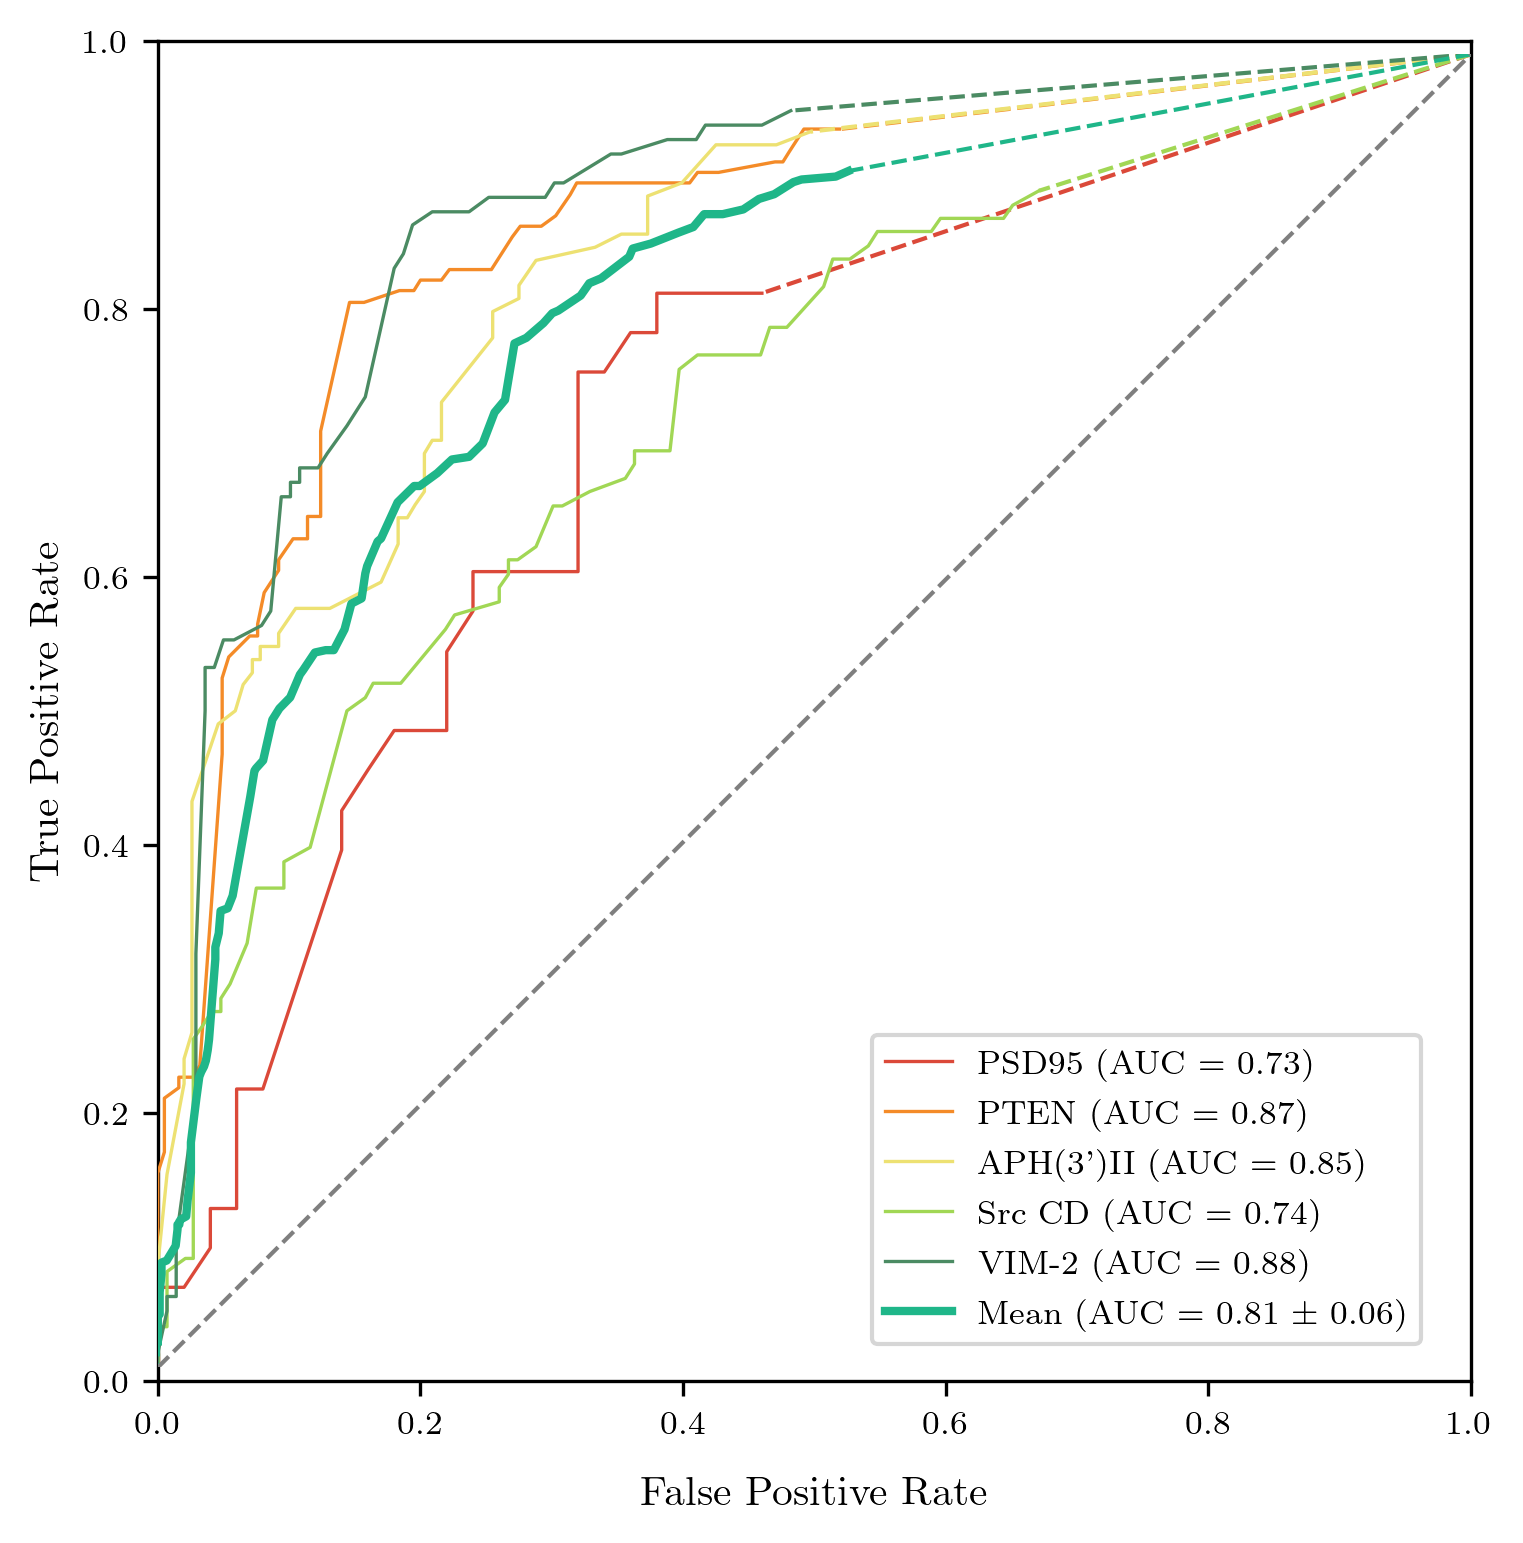 1.0
0.8
0.6
0.4
0.2
0.0
True Positive Rate
PSD95 (AUC = 0.73)
PTEN (AUC = 0.87)
APH(3’)II (AUC = 0.85)
Src CD (AUC = 0.74)
VIM-2 (AUC = 0.88)
Mean (AUC = 0.81 ± 0.06)
0.0 0.2 0.4 0.6 0.8 1.0
False Positive Rate